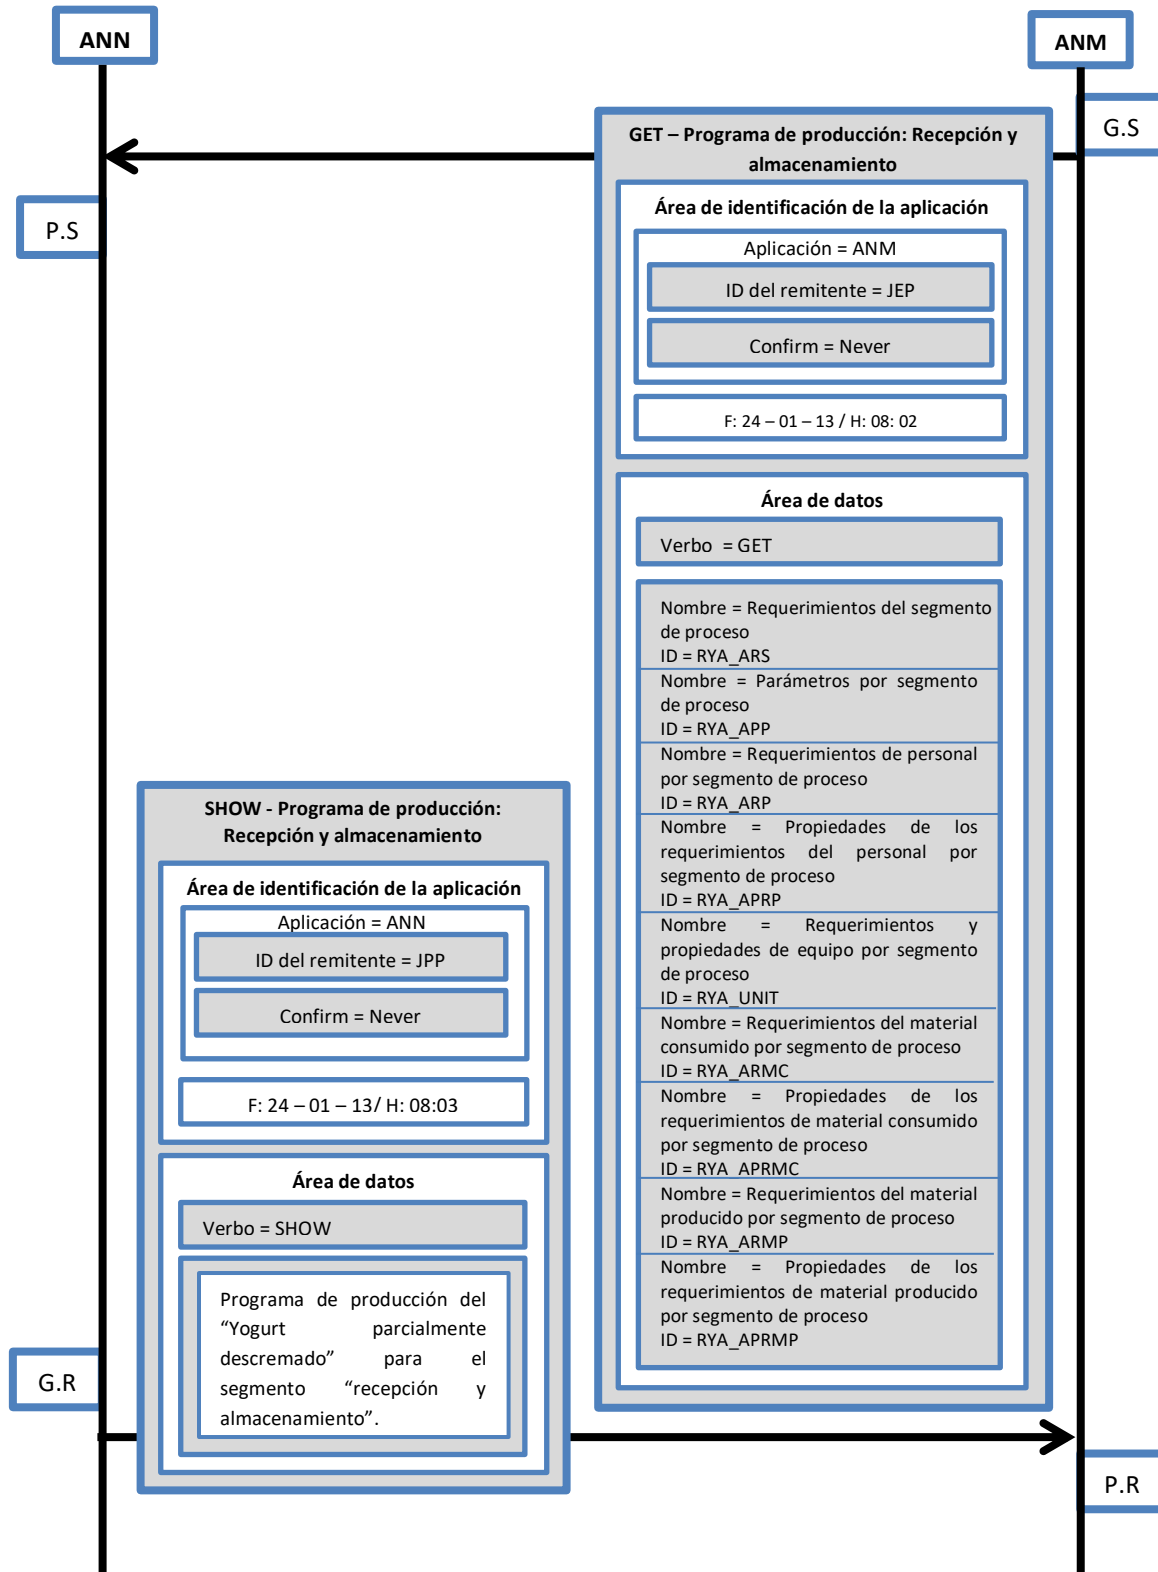 ANN
ANM
G.S
GET – Programa de producción: Recepción y
almacenamiento
Área de identificación de la aplicación
Aplicación = ANM
ID del remitente = JEP
Confirm = Never
F: 24 – 01 – 13 / H: 08: 02
P.S
Área de datos
Verbo = GET
Nombre = Requerimientos del segmento
de proceso
ID = RYA_ARS
Nombre = Parámetros por segmento
de proceso
ID = RYA_APP
Nombre = Requerimientos de personal
por segmento de proceso
ID = RYA_ARP
Nombre = Propiedades de los
requerimientos del personal por
segmento de proceso
ID = RYA_APRP
Nombre = Requerimientos y
propiedades de equipo por segmento
de proceso
ID = RYA_UNIT
Nombre = Requerimientos del material
consumido por segmento de proceso
ID = RYA_ARMC
Nombre = Propiedades de los
requerimientos de material consumido
por segmento de proceso
ID = RYA_APRMC
Nombre = Requerimientos del material
producido por segmento de proceso
ID = RYA_ARMP
Nombre = Propiedades de los
requerimientos de material producido
por segmento de proceso
ID = RYA_APRMP
SHOW - Programa de producción:
Recepción y almacenamiento
Área de identificación de la aplicación
Aplicación = ANN
ID del remitente = JPP
Confirm = Never
F: 24 – 01 – 13/ H: 08:03
Área de datos
Verbo = SHOW
Programa de producción del
“Yogurt parcialmente
descremado” para el
segmento “recepción y
almacenamiento”.
G.R
P.R